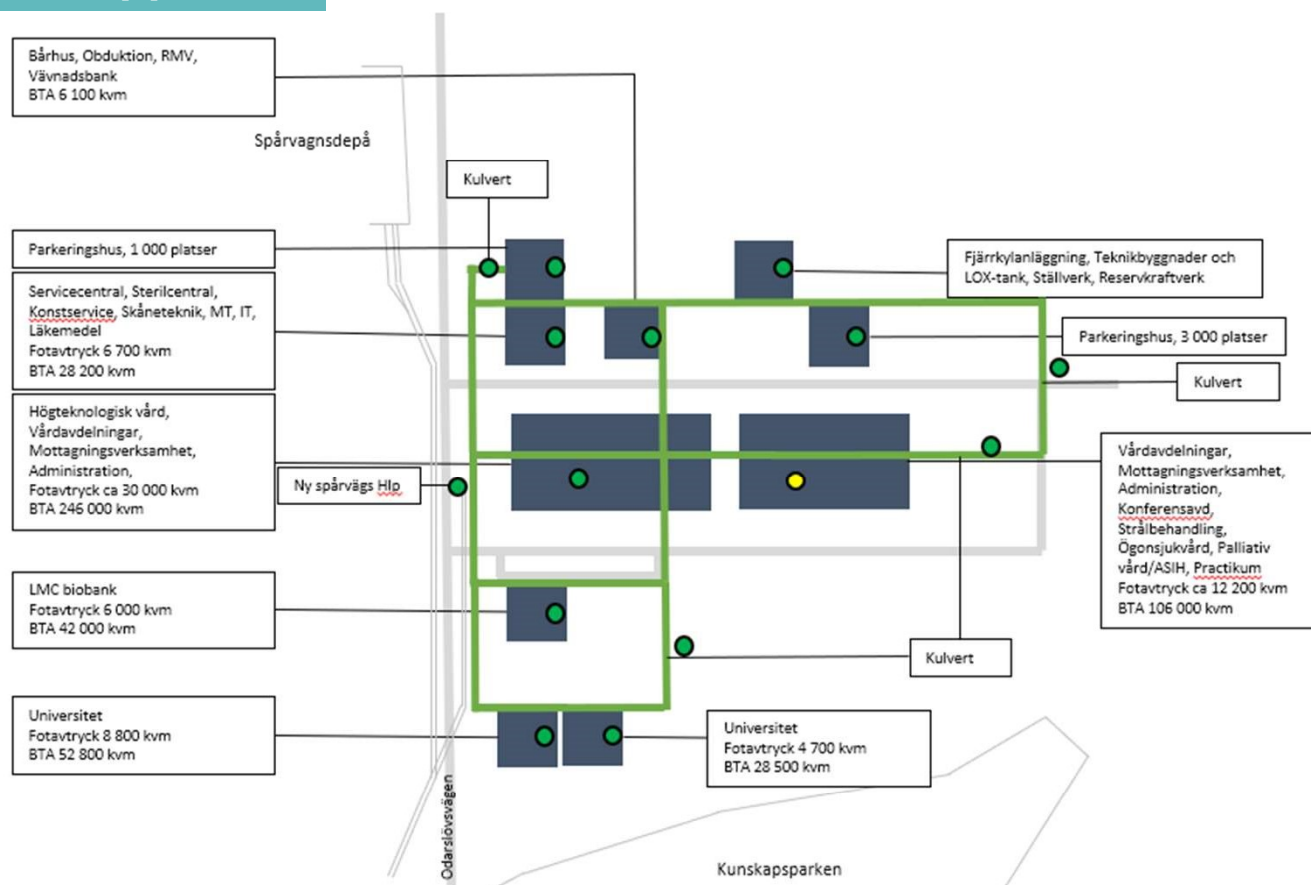 Bårhus, Obduktion, RMV,
Vävnadsbank
BTA 6 100 kvm
Spårvagnsdepå
Kulvert
Parkeringshus, 1 000 platser
Fjärrkylanläggning, Teknikbyggnader och
LOX-tank, Ställverk, Reservkraftverk
Servicecentral, Sterilcentral,
Konstservice, Skåneteknik, MT, IT,
Läkemedel
Fotavtryck 6 700 kvm
BTA 28 200 kvm
Parkeringshus, 3 000 platser
Kulvert
Högteknologisk vård,
Vårdavdelningar,
Mottagningsverksamhet,
Administration,
Fotavtryck ca 30 000 kvm
BTA 246 000 kvm
Ny spårvägs Hlp
Vårdavdelningar,
Mottagningsverksamhet,
Administration,
Konferensavd,
Strålbehandling,
Ögonsjukvård, Palliativ
vård/ASIH, Practikum
Fotavtryck ca 12 200 kvm
BTA 106 000 kvm
LMC biobank
Fotavtryck 6 000 kvm
BTA 42 000 kvm
Kulvert
Universitet
Fotavtryck 8 800 kvm
BTA 52 800 kvm
Universitet
Fotavtryck 4 700 kvm
BTA 28 500 kvm
Odarslövsvägen
Kunskapsparken